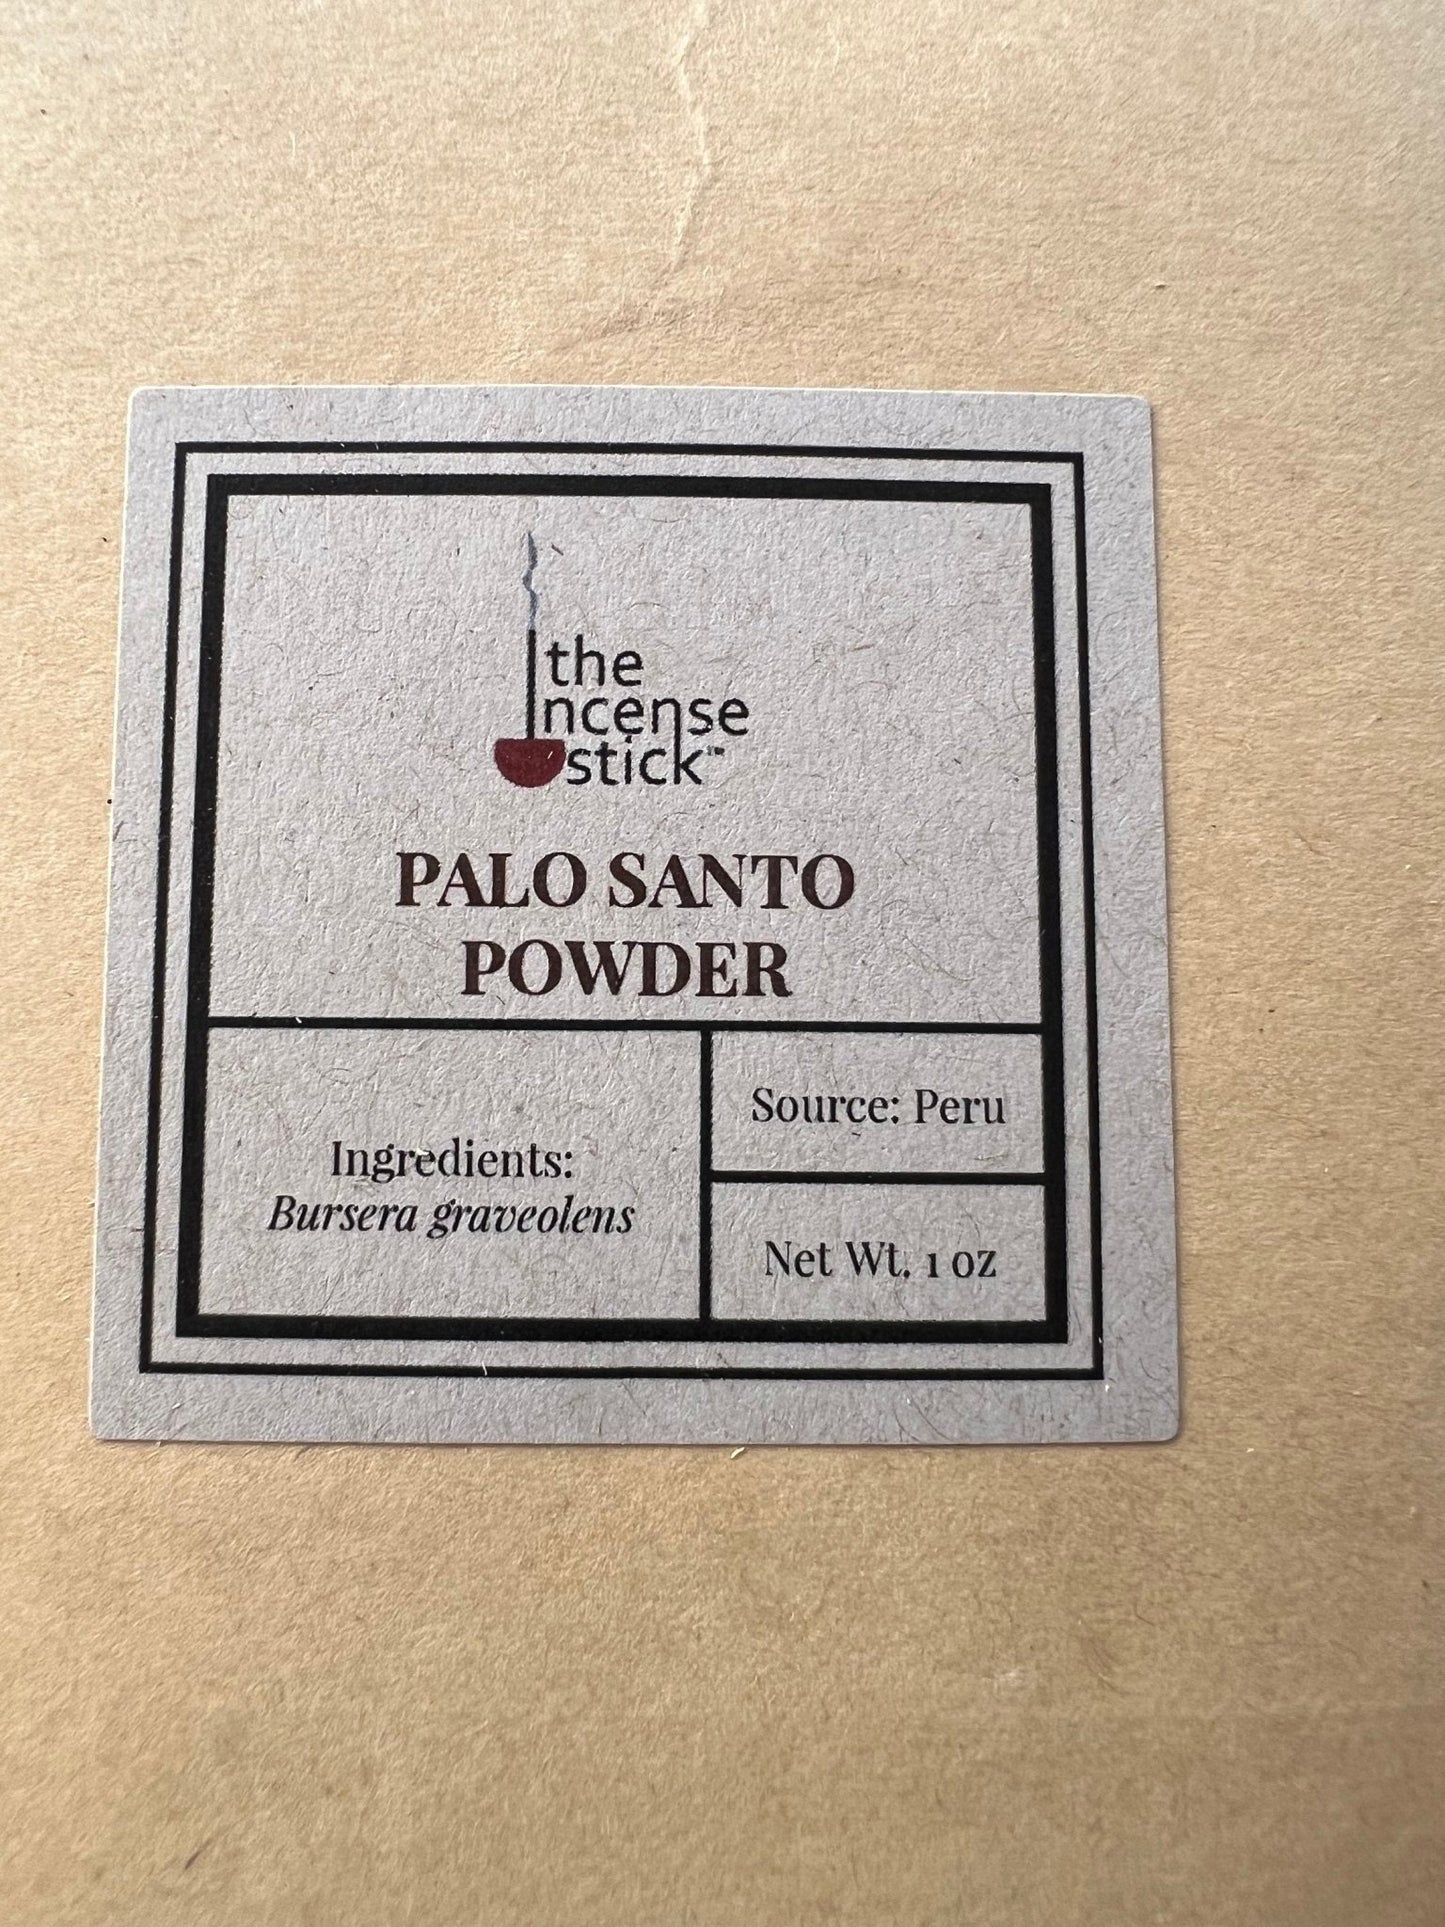 the
incense
stick™
PALO SANTO
POWDER
Ingredients:
Bursera graveolens
Source: Peru
Net Wt. 1 oz